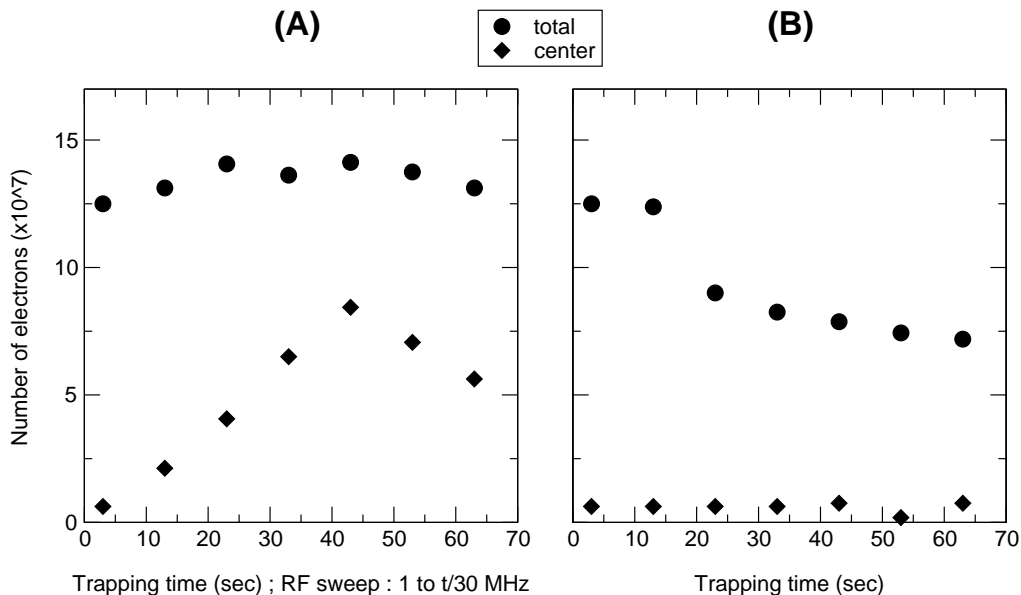 (A)
total
center
(B)
Number of electrons (x10^7)
15
10
5
0
0 10 20 30 40 50 60 70
0 10 20 30 40 50 60 70
Trapping time (sec) ; RF sweep : 1 to t/30 MHz
Trapping time (sec)